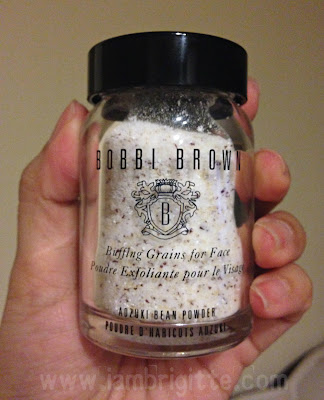 BOBBI BROWN
B
Buffing Grains for Face
Poudre Exfoliante pour le Visage
ADZUKI BEAN POWDER
POUDRE D'HARICOTS ADZUKI
www.iambrigitte.com